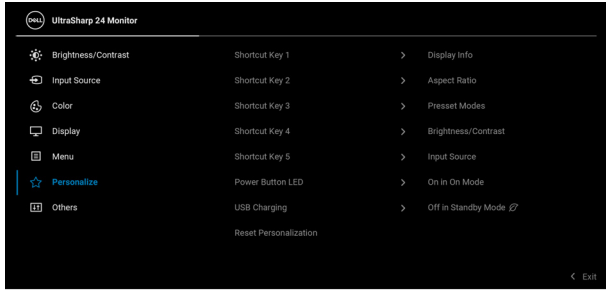 DELL UltraSharp 24 Monitor
Brightness/Contrast Shortcut Key 1 > Display Info
Input Source Shortcut Key 2 > Aspect Ratio
Color Shortcut Key 3 > Presset Modes
Display Shortcut Key 4 > Brightness/Contrast
Menu Shortcut Key 5 > Input Source
Personalize Power Button LED > On in On Mode
Others USB Charging > Off in Standby Mode
Reset Personalization
< Exit